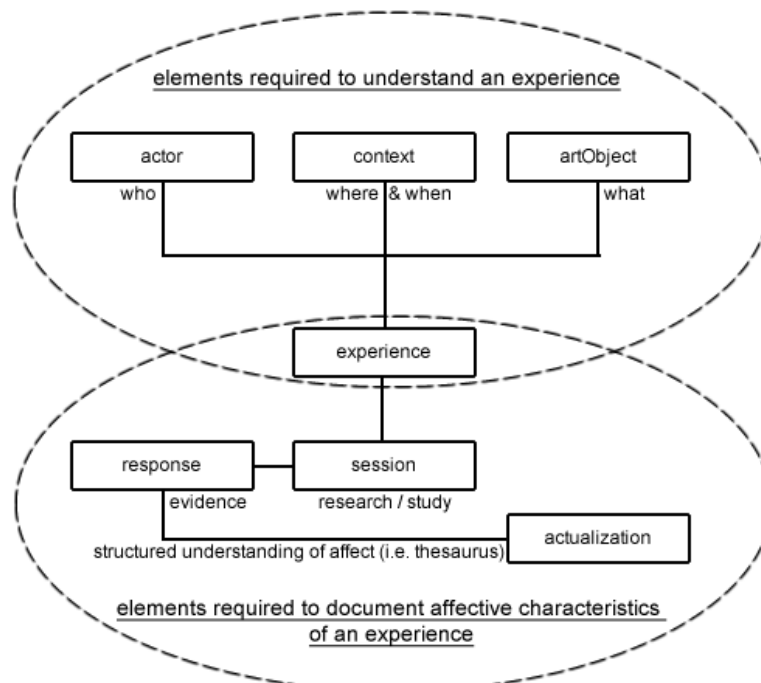 elements required to understand an experience
actor context artObject
who where & when what
experience
response session
evidence research / study
actualization
structured understanding of affect (i.e. thesaurus)
elements required to document affective characteristics
of an experience